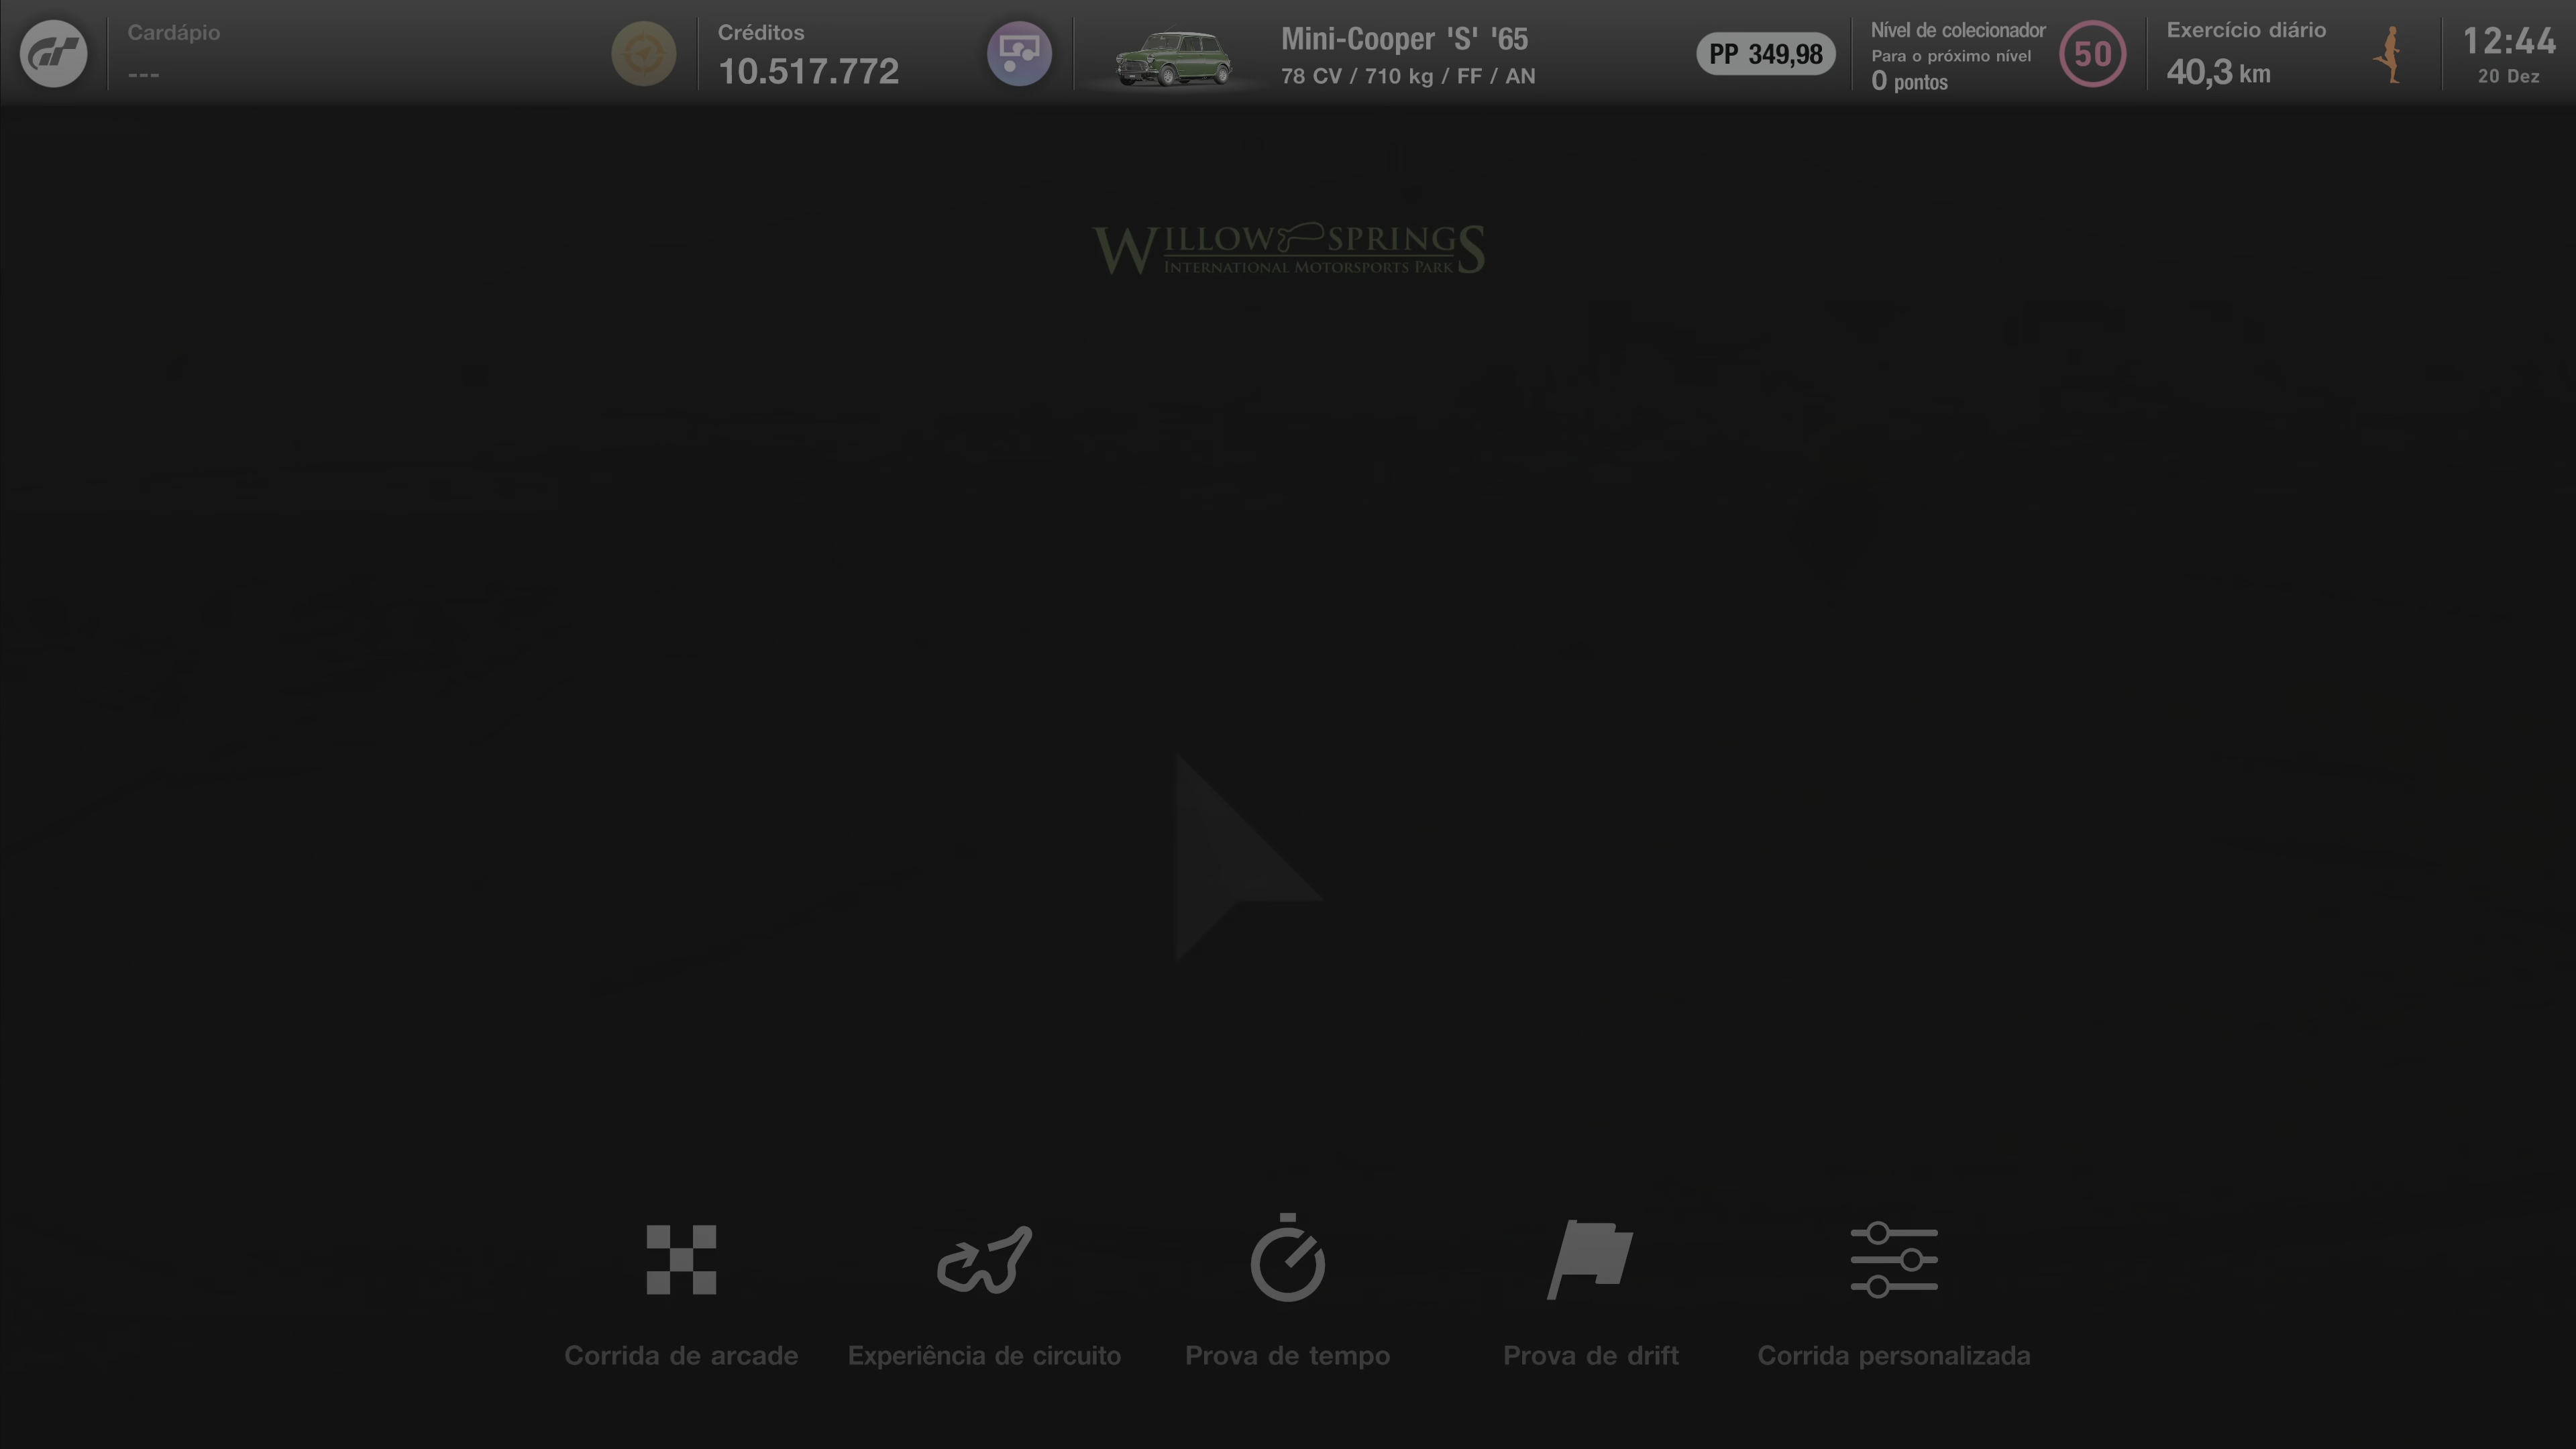 Cardápio
---
Créditos
10.517.772
Mini-Cooper 'S' '65
78 CV / 710 kg / FF / AN
PP 349,98
Nível de colecionador
Para o próximo nível
0 pontos
50
Exercício diário
40,3 km
12:44
20 Dez
WILLOW SPRINGS
INTERNATIONAL MOTORSPORTS PARK
Corrida de arcade
Experiência de circuito
Prova de tempo
Prova de drift
Corrida personalizada